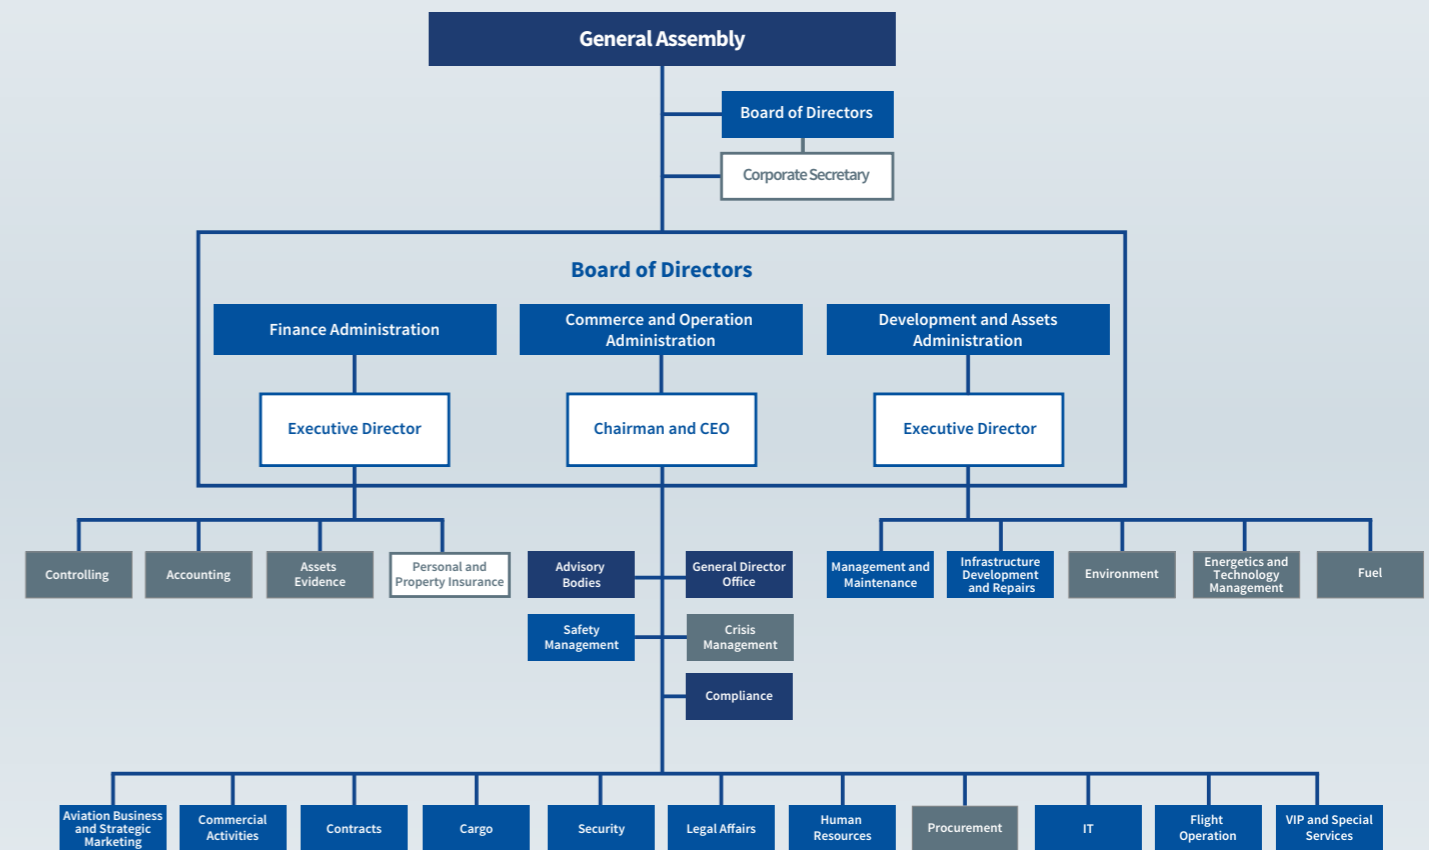 General Assembly
Board of Directors
Corporate Secretary
Board of Directors
Finance Administration
Commerce and Operation
Administration
Development and Assets
Administration
Executive Director
Chairman and CEO
Executive Director
Controlling
Accounting
Assets
Evidence
Personal and
Property Insurance
Advisory
Bodies
General Director
Office
Management and
Maintenance
Infrastructure
Development
and Repairs
Environment
Energetics and
Technology
Management
Fuel
Safety
Management
Crisis
Management
Compliance
Aviation Business
and Strategic
Marketing
Commercial
Activities
Contracts
Cargo
Security
Legal Affairs
Human
Resources
Procurement
IT
Flight
Operation
VIP and Special
Services